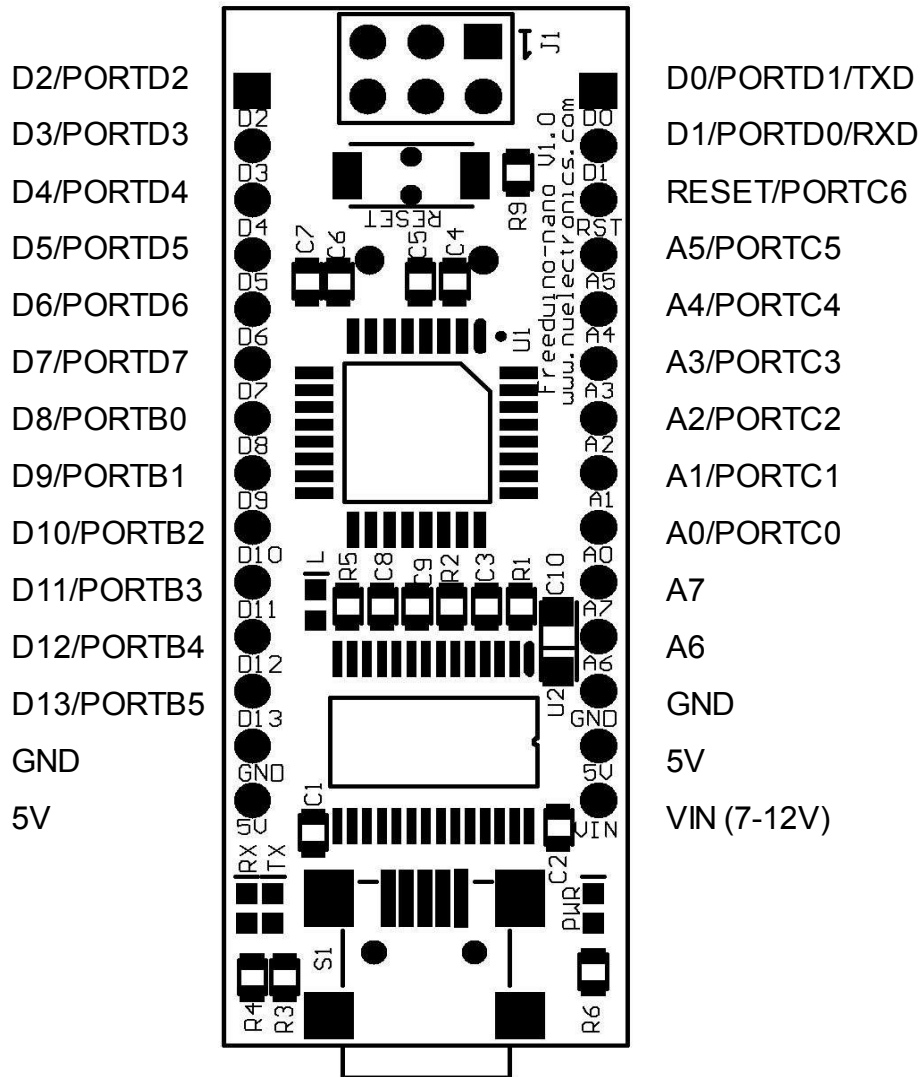 D2/PORTD2
D3/PORTD3
D4/PORTD4
D5/PORTD5
D6/PORTD6
D7/PORTD7
D8/PORTB0
D9/PORTB1
D10/PORTB2
D11/PORTB3
D12/PORTB4
D13/PORTB5
GND
5V
D2
D3
D4
D5
D6
D7
D8
D9
D10
D11
D12
D13
GND
5V
1
J1
RESET
R9
Freeduino-nano V1.0
www.nuelectronics.com
C7
C6
C5
C4
U1
L
R5
C8
C9
R2
C3
R1
C10
U2
C1
C2
RX
TX
PWR
S1
R4
R3
R6
D0
D1
RST
A5
A4
A3
A2
A1
A0
A7
A6
GND
5V
VIN
D0/PORTD1/TXD
D1/PORTD0/RXD
RESET/PORTC6
A5/PORTC5
A4/PORTC4
A3/PORTC3
A2/PORTC2
A1/PORTC1
A0/PORTC0
A7
A6
GND
5V
VIN (7-12V)